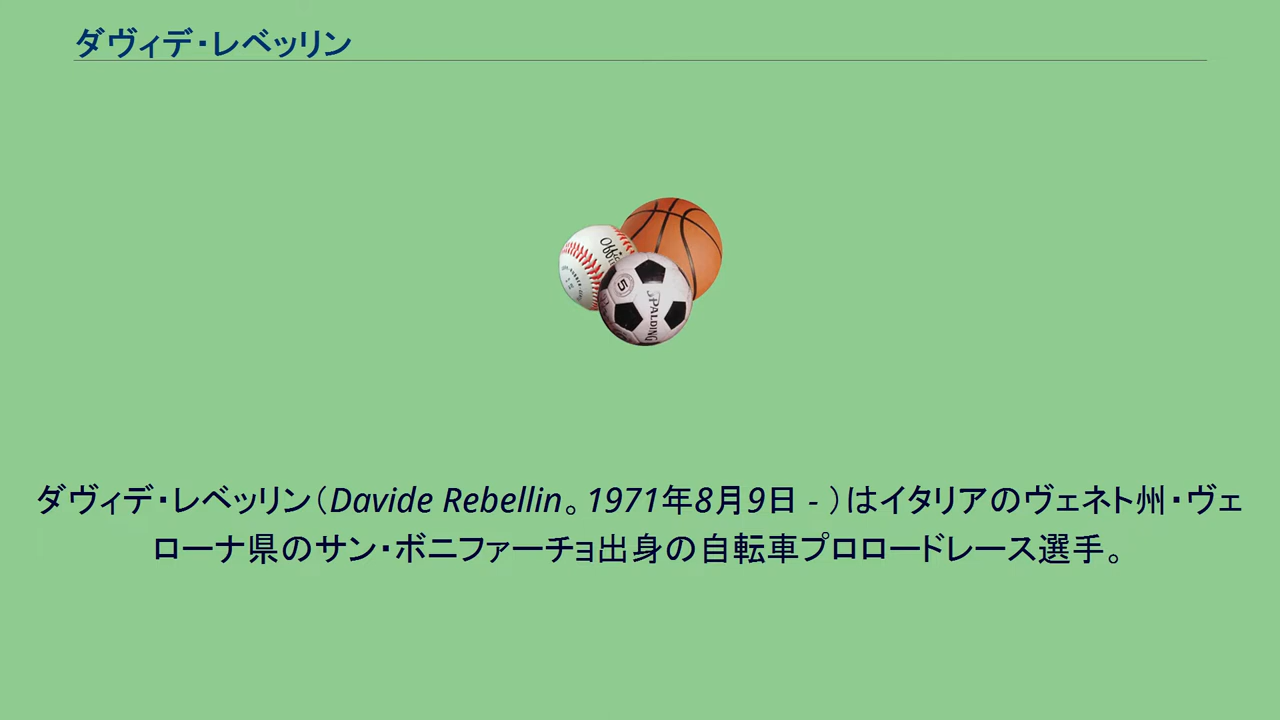 ダヴィデ・レベッリン
Official
5
SPALDING
ダヴィデ・レベッリン（Davide Rebellin。1971年8月9日 - ）はイタリアのヴェネト州・ヴェ
ローナ県のサン・ボニファーチョ出身の自転車プロロードレース選手。